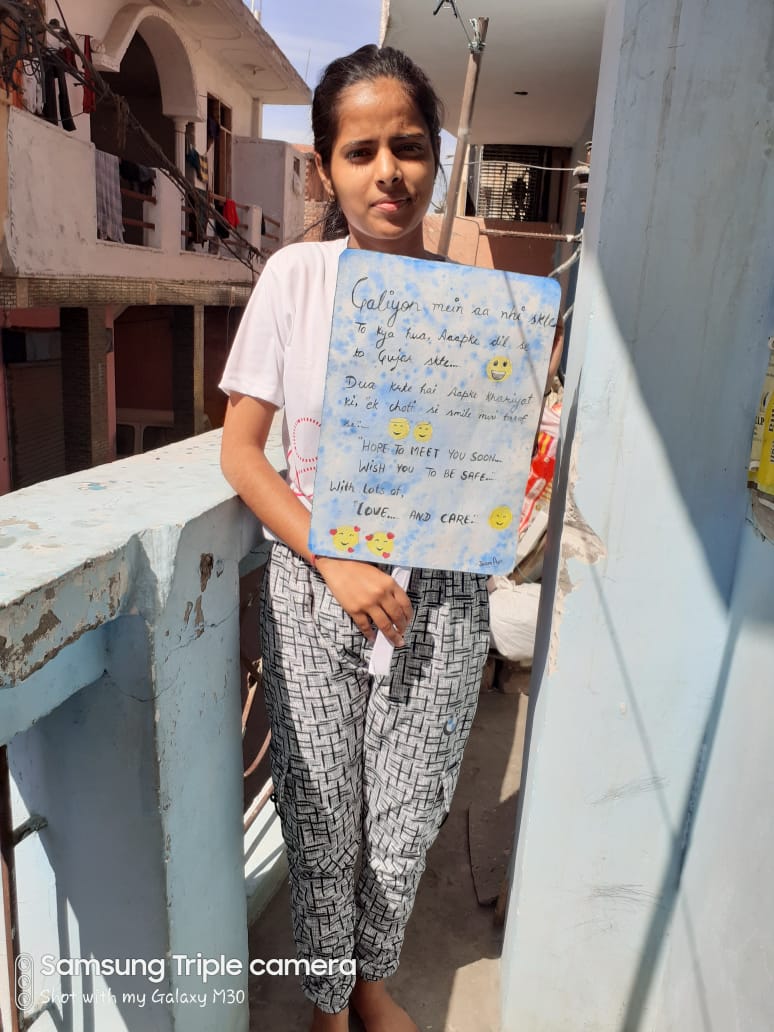 Galiyon mein aa nhi skte
To kya hua, Aaapke dil se
to Gujar skte....
Dua krte hai Aapke khairiyat
ki, ek choti si smile meri taraf
se:-
"HOPE TO MEET YOU SOON...
WISH YOU TO BE SAFE...
With lots of,
"LOVE.... AND CARE."
Samsung Triple camera
Shot with my Galaxy M30